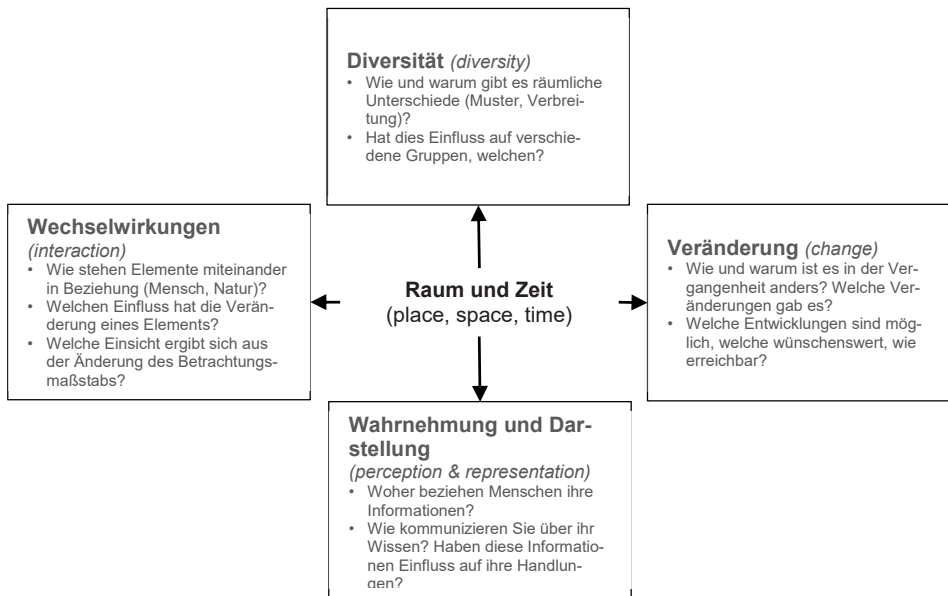 Diversität (diversity)
• Wie und warum gibt es räumliche
Unterschiede (Muster, Verbrei-
tung)?
• Hat dies Einfluss auf verschie-
dene Gruppen, welchen?
Wechselwirkungen
(interaction)
• Wie stehen Elemente miteinander
in Beziehung (Mensch, Natur)?
• Welchen Einfluss hat die Verän-
derung eines Elements?
• Welche Einsicht ergibt sich aus
der Änderung des Betrachtungs-
maßstabs?
Raum und Zeit
(place, space, time)
Veränderung (change)
• Wie und warum ist es in der Ver-
gangenheit anders? Welche Ver-
änderungen gab es?
• Welche Entwicklungen sind mög-
lich, welche wünschenswert, wie
erreichbar?
Wahrnehmung und Dar-
stellung
(perception & representation)
• Woher beziehen Menschen ihre
Informationen?
• Wie kommunizieren Sie über ihr
Wissen? Haben diese Informatio-
nen Einfluss auf ihre Handlun-
gen?